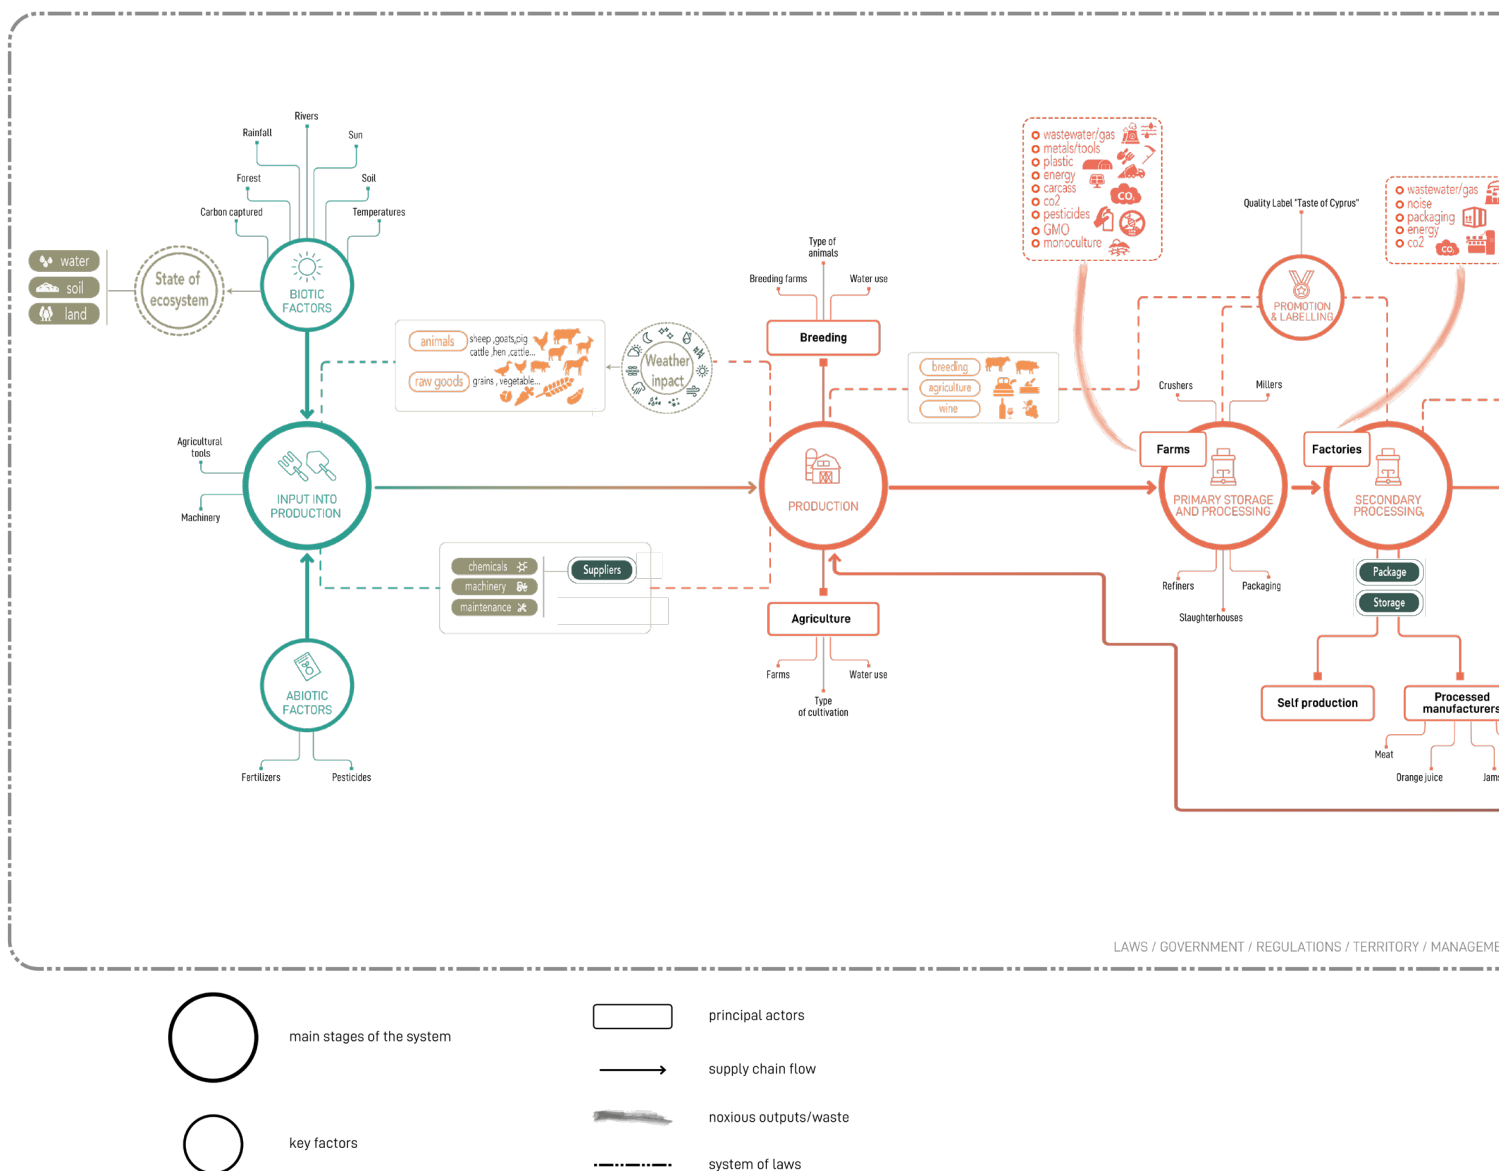 Rivers
Rainfall
Sun
Forest
Soil
Carbon captured
Temperatures
water
soil
land
State of
ecosystem
BIOTIC
FACTORS
animals
sheep ,goats,pig
cattle ,hen ,cattle...
raw goods
grains , vegetable...
Weather
inpact
Agricultural
tools
Machinery
INPUT INTO
PRODUCTION
chemicals
machinery
maintenance
Suppliers
ABIOTIC
FACTORS
Fertilizers
Pesticides
Type of
animals
Breeding farms
Water use
Breeding
PRODUCTION
Agriculture
Farms
Water use
Type
of cultivation
breeding
agriculture
wine
wastewater/gas
metals/tools
plastic
energy
carcass
co2
pesticides
GMO
monoculture
CO2
Quality Label "Taste of Cyprus"
PROMOTION
& LABELLING
wastewater/gas
noise
packaging
energy
co2
CO2
Crushers
Millers
Farms
PRIMARY STORAGE
AND PROCESSING
Refiners
Packaging
Slaughterhouses
Factories
SECONDARY
PROCESSING
Package
Storage
Self production
Processed
manufacturers
Meat
Orange juice
Jams
LAWS / GOVERNMENT / REGULATIONS / TERRITORY / MANAGEME
main stages of the system
key factors
principal actors
supply chain flow
noxious outputs/waste
system of laws